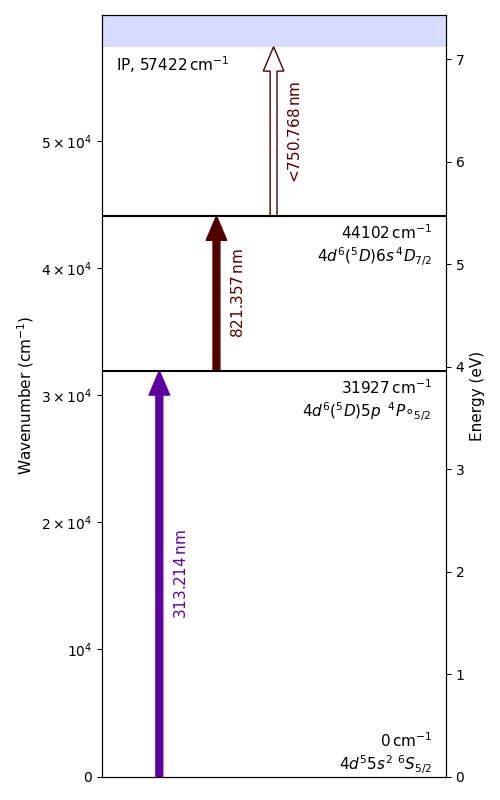 IP, 57422 cm⁻¹
<750.768 nm
44102 cm⁻¹
4d⁶(⁵D)6s⁴D₇/₂
821.357 nm
31927 cm⁻¹
4d⁶(⁵D)5p ⁴P∘₅/₂
313.214 nm
0 cm⁻¹
4d⁵5s² ⁶S₅/₂
Wavenumber (cm⁻¹)
5 × 10⁴
4 × 10⁴
3 × 10⁴
2 × 10⁴
10⁴
0
Energy (eV)
7
6
5
4
3
2
1
0